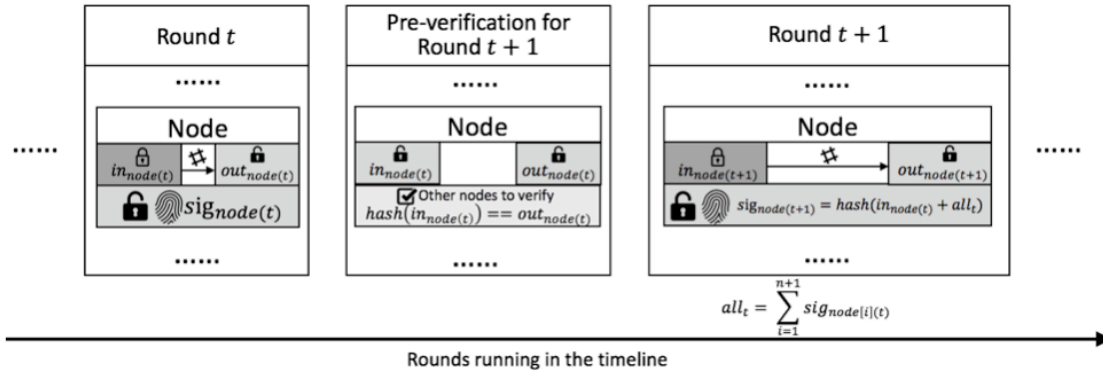 Round t
Pre-verification for
Round t + 1
Round t + 1
......
......
......
Node
Node
Node
......
......
in_node(t)
out_node(t)
in_node(t)
out_node(t)
in_node(t+1)
out_node(t+1)
sig_node(t)
Other nodes to verify
hash(in_node(t)) == out_node(t)
sig_node(t+1) = hash(in_node(t) + all_t)
......
......
......
all_t = ∑_{i=1}^{n+1} sig_node[i](t)
Rounds running in the timeline